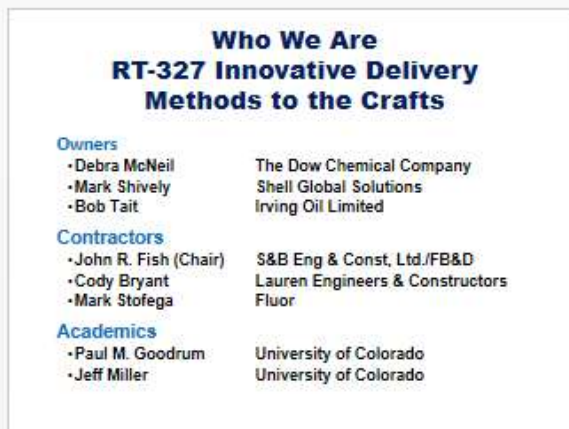 Who We Are
RT-327 Innovative Delivery
Methods to the Crafts
Owners
•Debra McNeil The Dow Chemical Company
•Mark Shively Shell Global Solutions
•Bob Tait Irving Oil Limited
Contractors
•John R. Fish (Chair) S&B Eng & Const, Ltd./FB&D
•Cody Bryant Lauren Engineers & Constructors
•Mark Stofega Fluor
Academics
•Paul M. Goodrum University of Colorado
•Jeff Miller University of Colorado